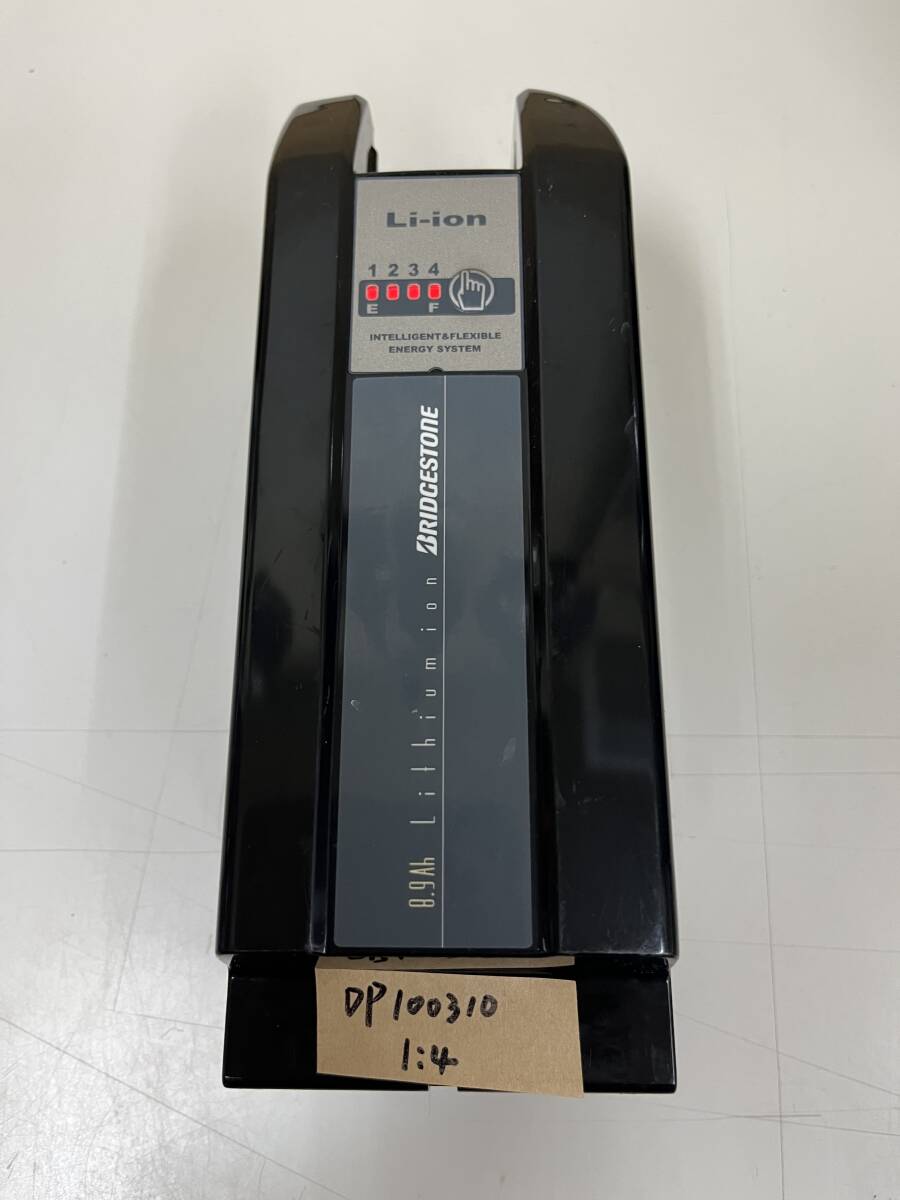 Li-ion
1 2 3 4
E F
INTELLIGENT&FLEXIBLE
ENERGY SYSTEM
8.9Ah Lithium ion BRIDGESTONE
DP100310
1:4